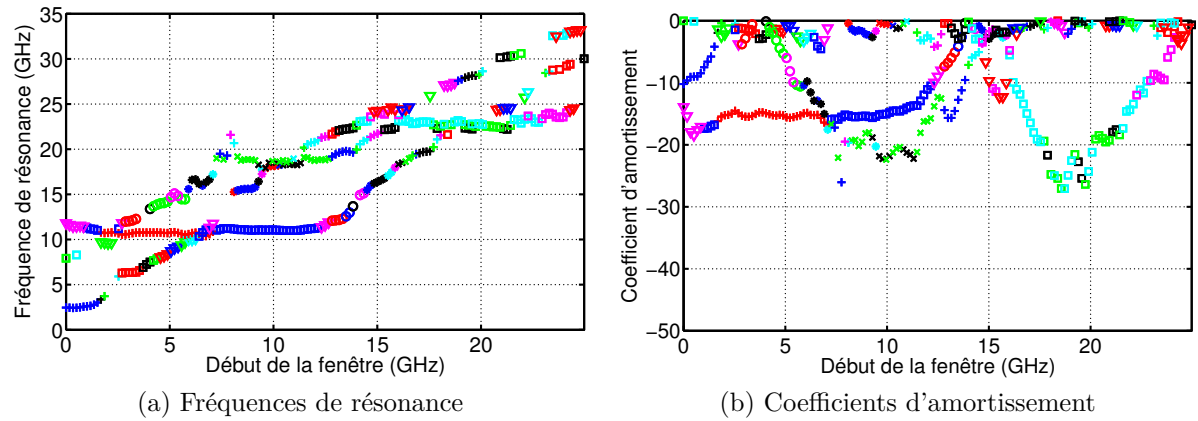 35
30
25
20
15
10
5
0
Fréquence de résonance (GHz)
0 5 10 15 20
Début de la fenêtre (GHz)
(a) Fréquences de résonance
0
−10
−20
−30
−40
−50
Coefficient d'amortissement
0 5 10 15 20
Début de la fenêtre (GHz)
(b) Coefficients d'amortissement